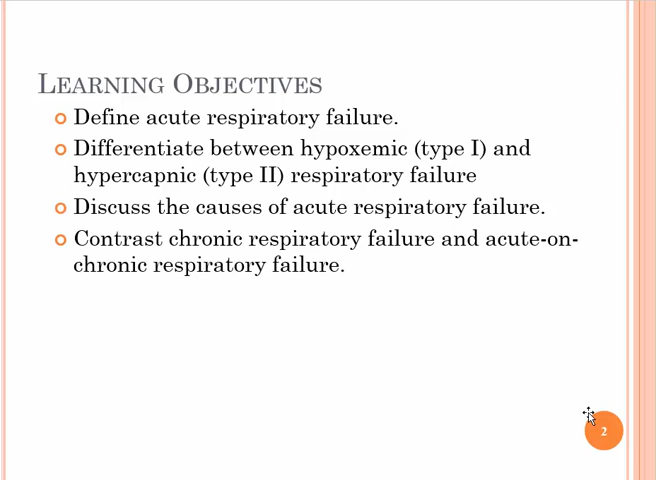 LEARNING OBJECTIVES
Define acute respiratory failure.
Differentiate between hypoxemic (type I) and
hypercapnic (type II) respiratory failure
Discuss the causes of acute respiratory failure.
Contrast chronic respiratory failure and acute-on-
chronic respiratory failure.
2